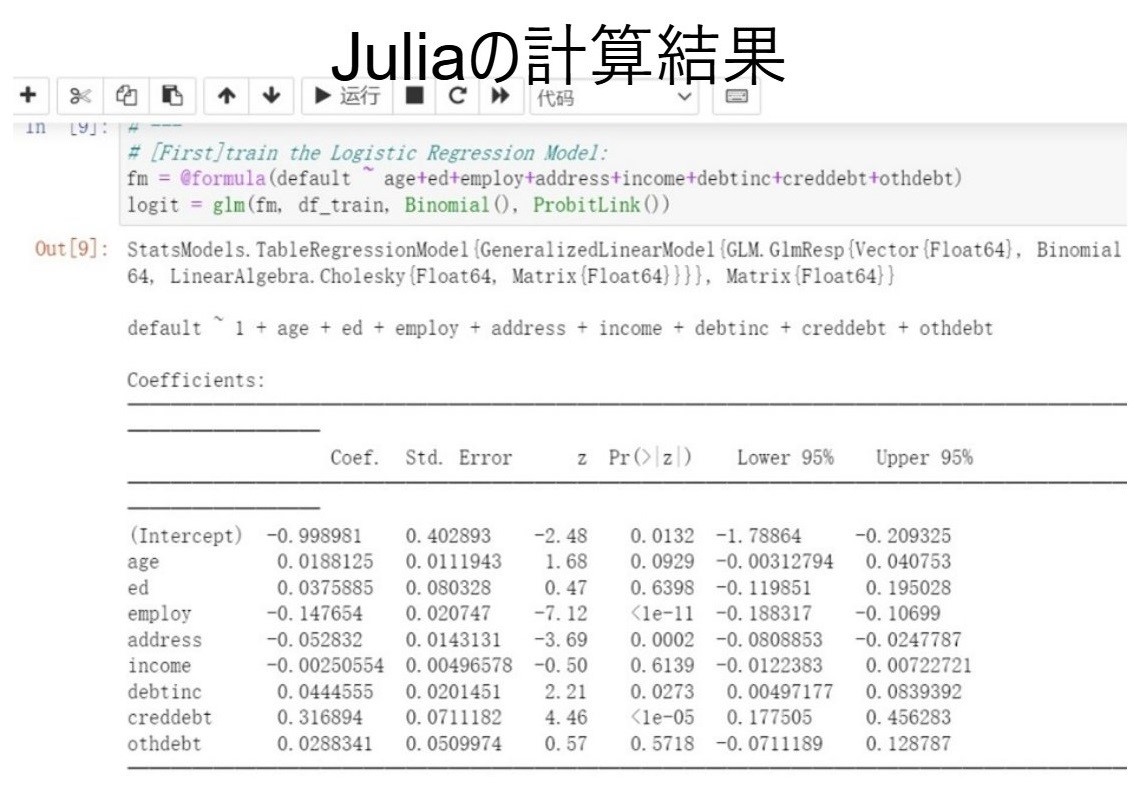 Juliaの計算結果
运行 代码
In [9]: # ---
# [First]train the Logistic Regression Model:
fm = @formula(default ~ age+ed+employ+address+income+debtinc+creddebt+othdebt)
logit = glm(fm, df_train, Binomial(), ProbitLink())
Out[9]: StatsModels.TableRegressionModel{GeneralizedLinearModel{GLM.GlmResp{Vector{Float64}, Binomial
64, LinearAlgebra.Cholesky{Float64, Matrix{Float64}}}}, Matrix{Float64}}
default ~ 1 + age + ed + employ + address + income + debtinc + creddebt + othdebt
Coefficients:
Coef. Std. Error z Pr(>|z|) Lower 95% Upper 95%
(Intercept) -0.998981 0.402893 -2.48 0.0132 -1.78864 -0.209325
age 0.0188125 0.0111943 1.68 0.0929 -0.00312794 0.040753
ed 0.0375885 0.080328 0.47 0.6398 -0.119851 0.195028
employ -0.147654 0.020747 -7.12 <1e-11 -0.188317 -0.10699
address -0.052832 0.0143131 -3.69 0.0002 -0.0808853 -0.0247787
income -0.00250554 0.00496578 -0.50 0.6139 -0.0122383 0.00722721
debtinc 0.0444555 0.0201451 2.21 0.0273 0.00497177 0.0839392
creddebt 0.316894 0.0711182 4.46 <1e-05 0.177505 0.456283
othdebt 0.0288341 0.0509974 0.57 0.5718 -0.0711189 0.128787